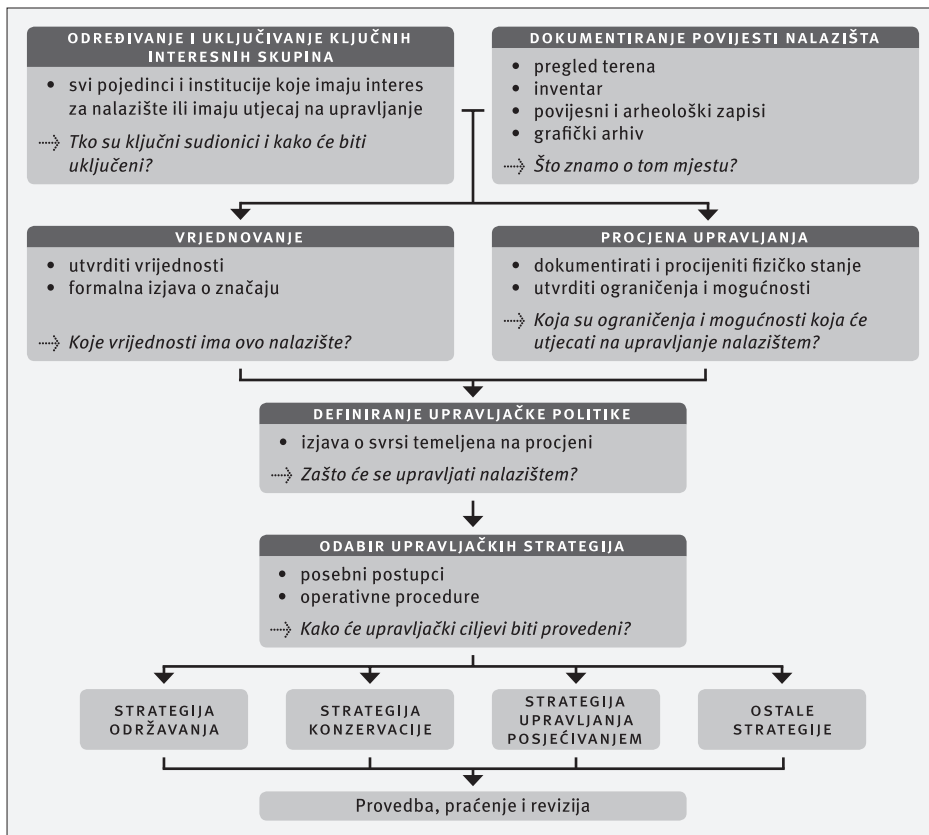 ODREĐIVANJE I UKLJUČIVANJE KLJUČNIH
INTERESNIH SKUPINA
• svi pojedinci i institucije koje imaju interes
za nalazište ili imaju utjecaj na upravljanje
Tko su ključni sudionici i kako će biti
uključeni?
DOKUMENTIRANJE POVIJESTI NALAZIŠTA
• pregled terena
• inventar
• povijesni i arheološki zapisi
• grafički arhiv
Što znamo o tom mjestu?
VRJEDNOVANJE
• utvrditi vrijednosti
• formalna izjava o značaju
Koje vrijednosti ima ovo nalazište?
PROCJENA UPRAVLJANJA
• dokumentirati i procijeniti fizičko stanje
• utvrditi ograničenja i mogućnosti
Koja su ograničenja i mogućnosti koja će
utjecati na upravljanje nalazištem?
DEFINIRANJE UPRAVLJAČKE POLITIKE
• izjava o svrsi temeljena na procjeni
Zašto će se upravljati nalazištem?
ODABIR UPRAVLJAČKIH STRATEGIJA
• posebni postupci
• operativne procedure
Kako će upravljački ciljevi biti provedeni?
STRATEGIJA
ODRŽAVANJA
STRATEGIJA
KONZERVACIJE
STRATEGIJA
UPRAVLJANJA
POSJEĆIVANJEM
OSTALE
STRATEGIJE
Provedba, praćenje i revizija